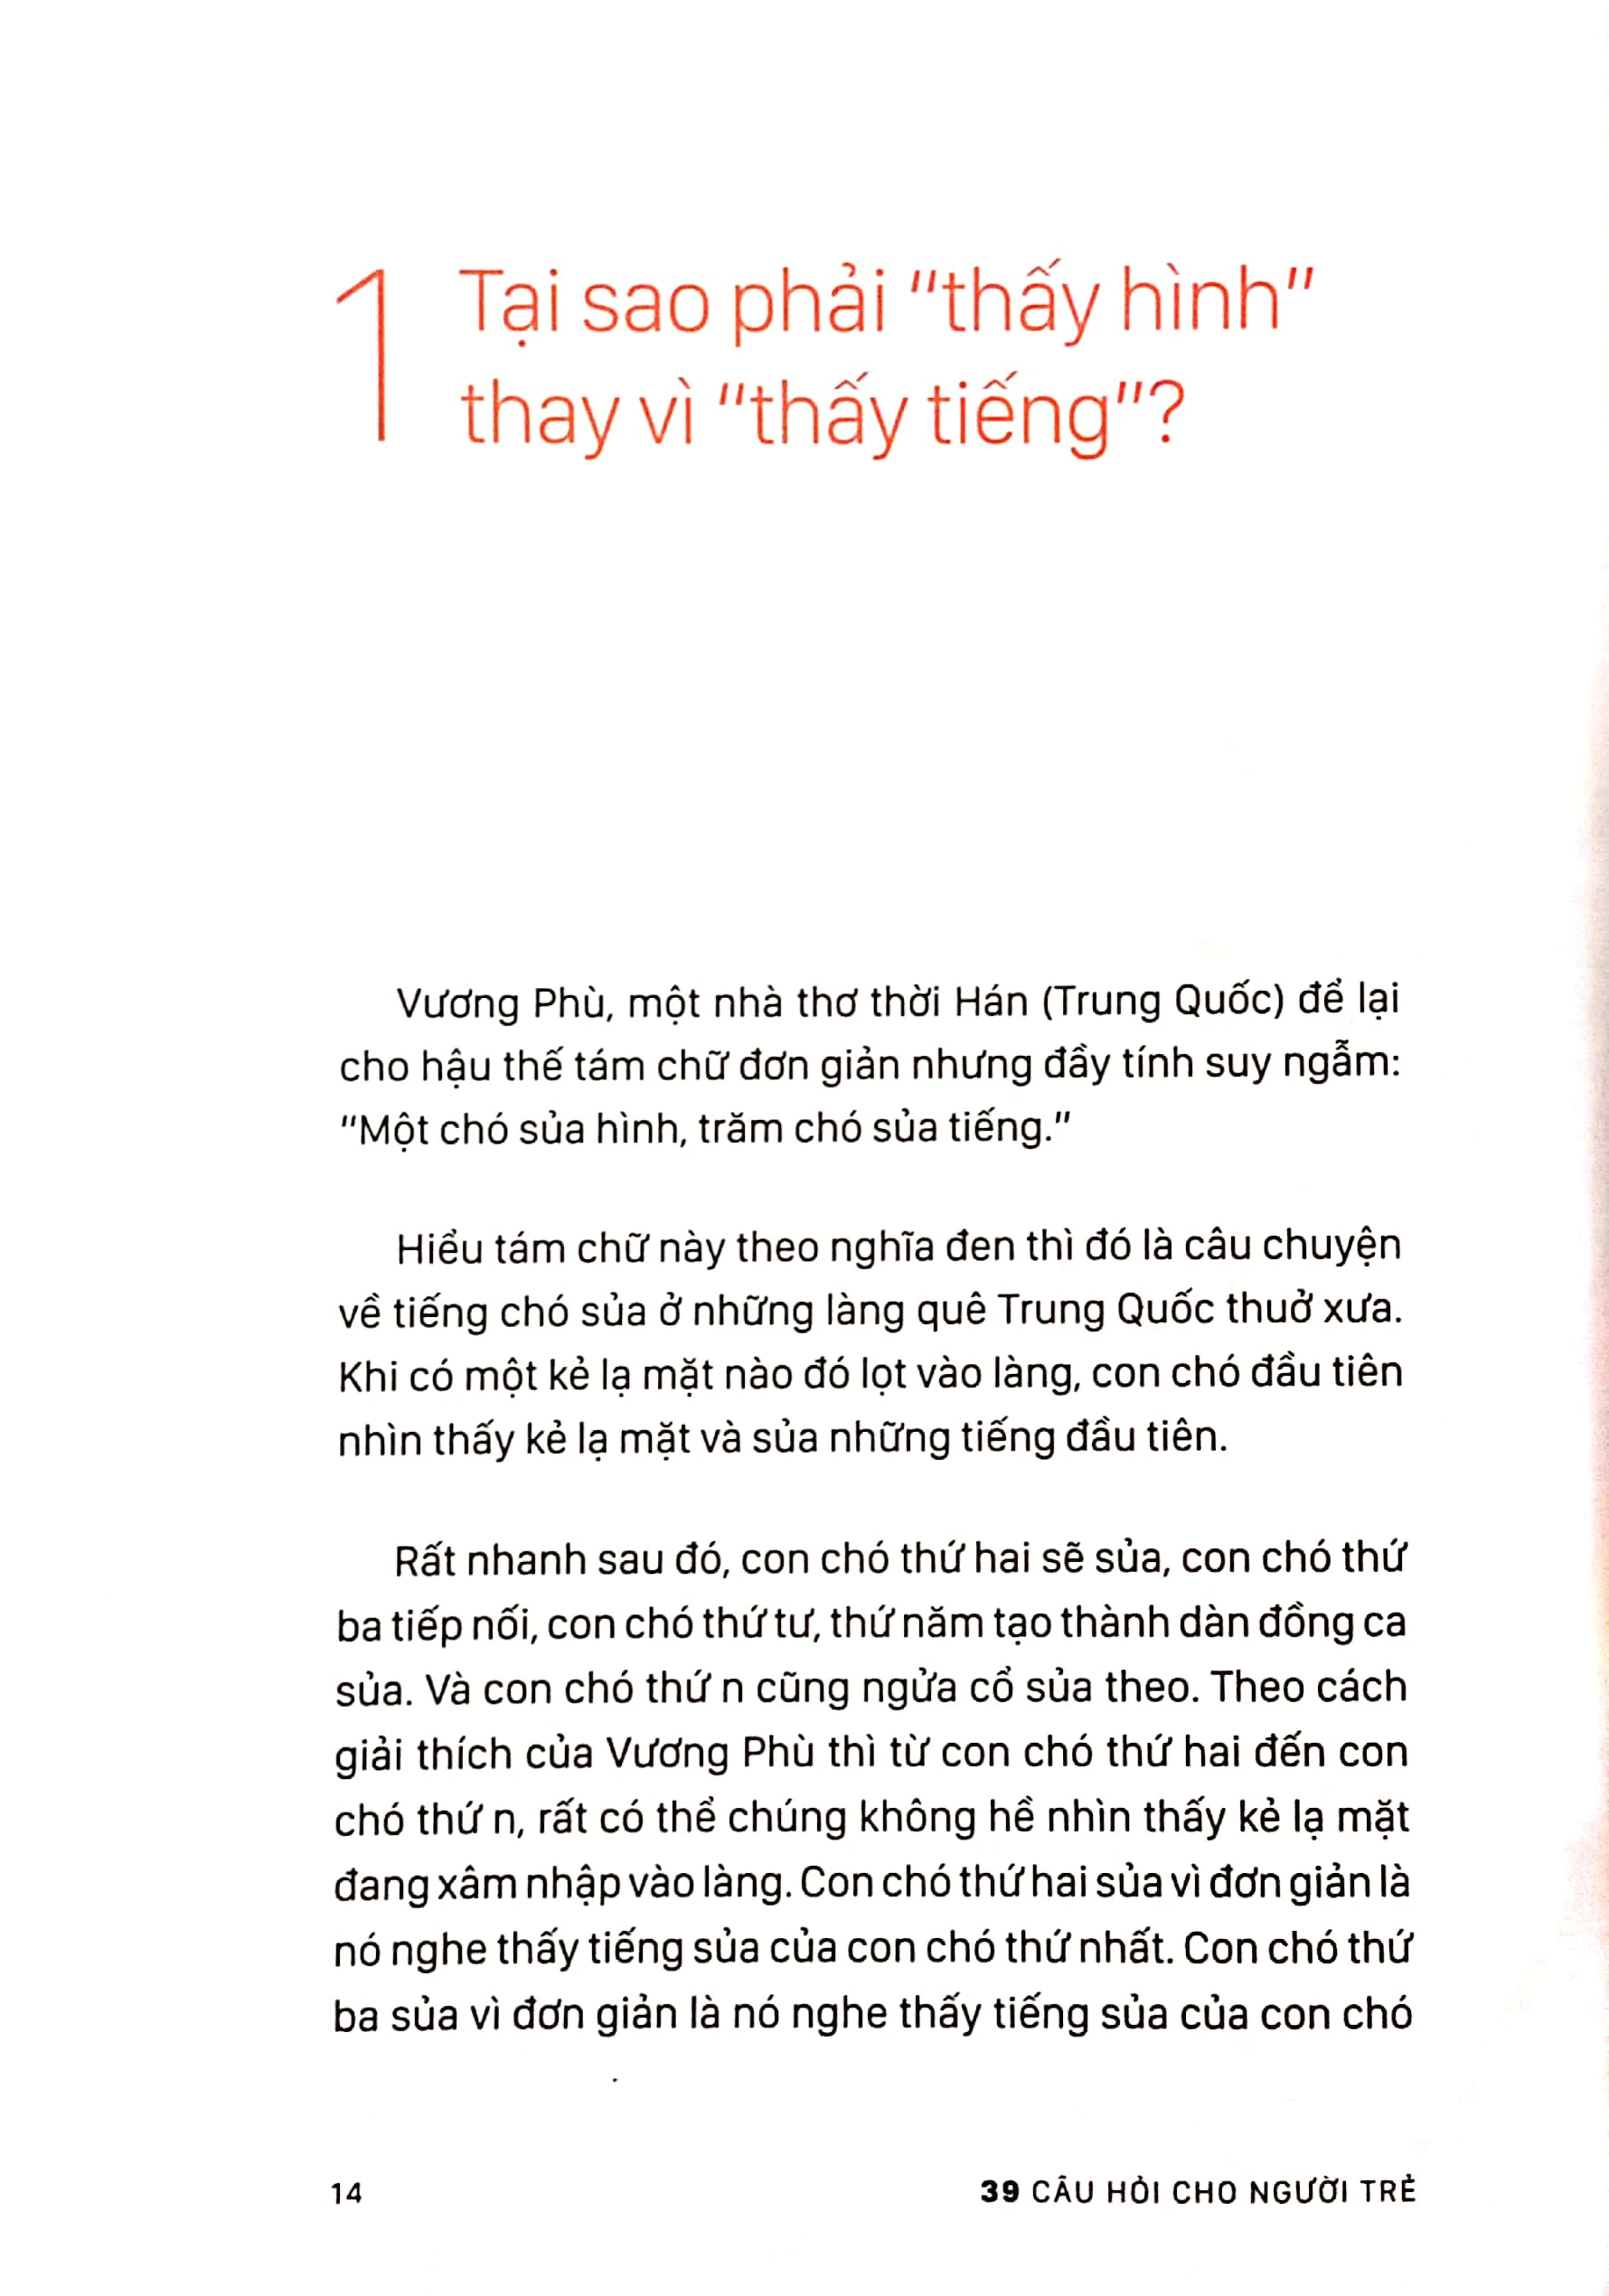 1 Tại sao phải "thấy hình"
thay vì "thấy tiếng"?
Vương Phù, một nhà thơ thời Hán (Trung Quốc) để lại
cho hậu thế tám chữ đơn giản nhưng đầy tính suy ngẫm:
"Một chó sủa hình, trăm chó sủa tiếng."
Hiểu tám chữ này theo nghĩa đen thì đó là câu chuyện
về tiếng chó sủa ở những làng quê Trung Quốc thuở xưa.
Khi có một kẻ lạ mặt nào đó lọt vào làng, con chó đầu tiên
nhìn thấy kẻ lạ mặt và sủa những tiếng đầu tiên.
Rất nhanh sau đó, con chó thứ hai sẽ sủa, con chó thứ
ba tiếp nối, con chó thứ tư, thứ năm tạo thành dàn đồng ca
sủa. Và con chó thứ n cũng ngửa cổ sủa theo. Theo cách
giải thích của Vương Phù thì từ con chó thứ hai đến con
chó thứ n, rất có thể chúng không hề nhìn thấy kẻ lạ mặt
đang xâm nhập vào làng. Con chó thứ hai sủa vì đơn giản là
nó nghe thấy tiếng sủa của con chó thứ nhất. Con chó thứ
ba sủa vì đơn giản là nó nghe thấy tiếng sủa của con chó
14 39 CÂU HỎI CHO NGƯỜI TRẺ